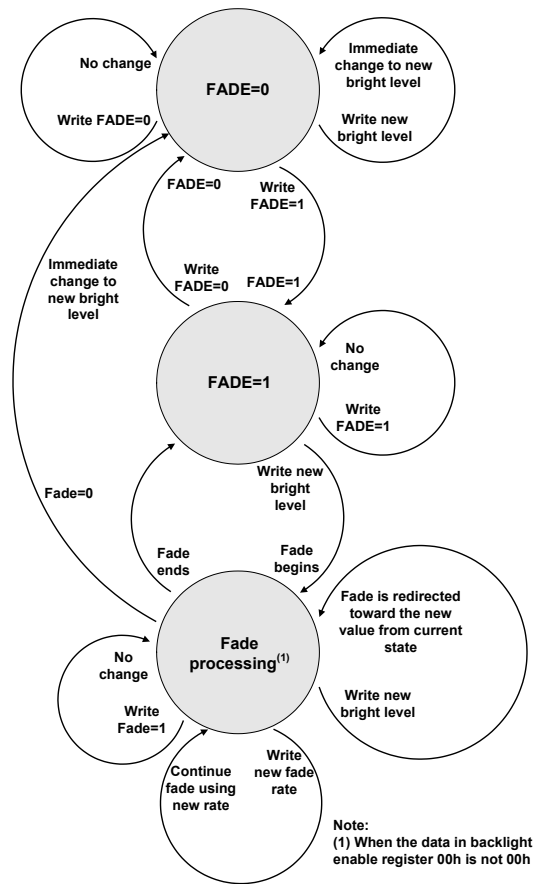 No change
Write FADE=0
FADE=0
Immediate
change to new
bright level
Write new
bright level
FADE=0
Write
FADE=1
Immediate
change to
new bright
level
Write
FADE=0
FADE=1
FADE=1
No
change
Write
FADE=1
Write new
bright
level
Fade=0
Fade
ends
Fade
begins
Fade is redirected
toward the new
value from current
state
Fade
processing(1)
No
change
Write
Fade=1
Write new
bright level
Continue
fade using
new rate
Write
new fade
rate
Note:
(1) When the data in backlight
enable register 00h is not 00h